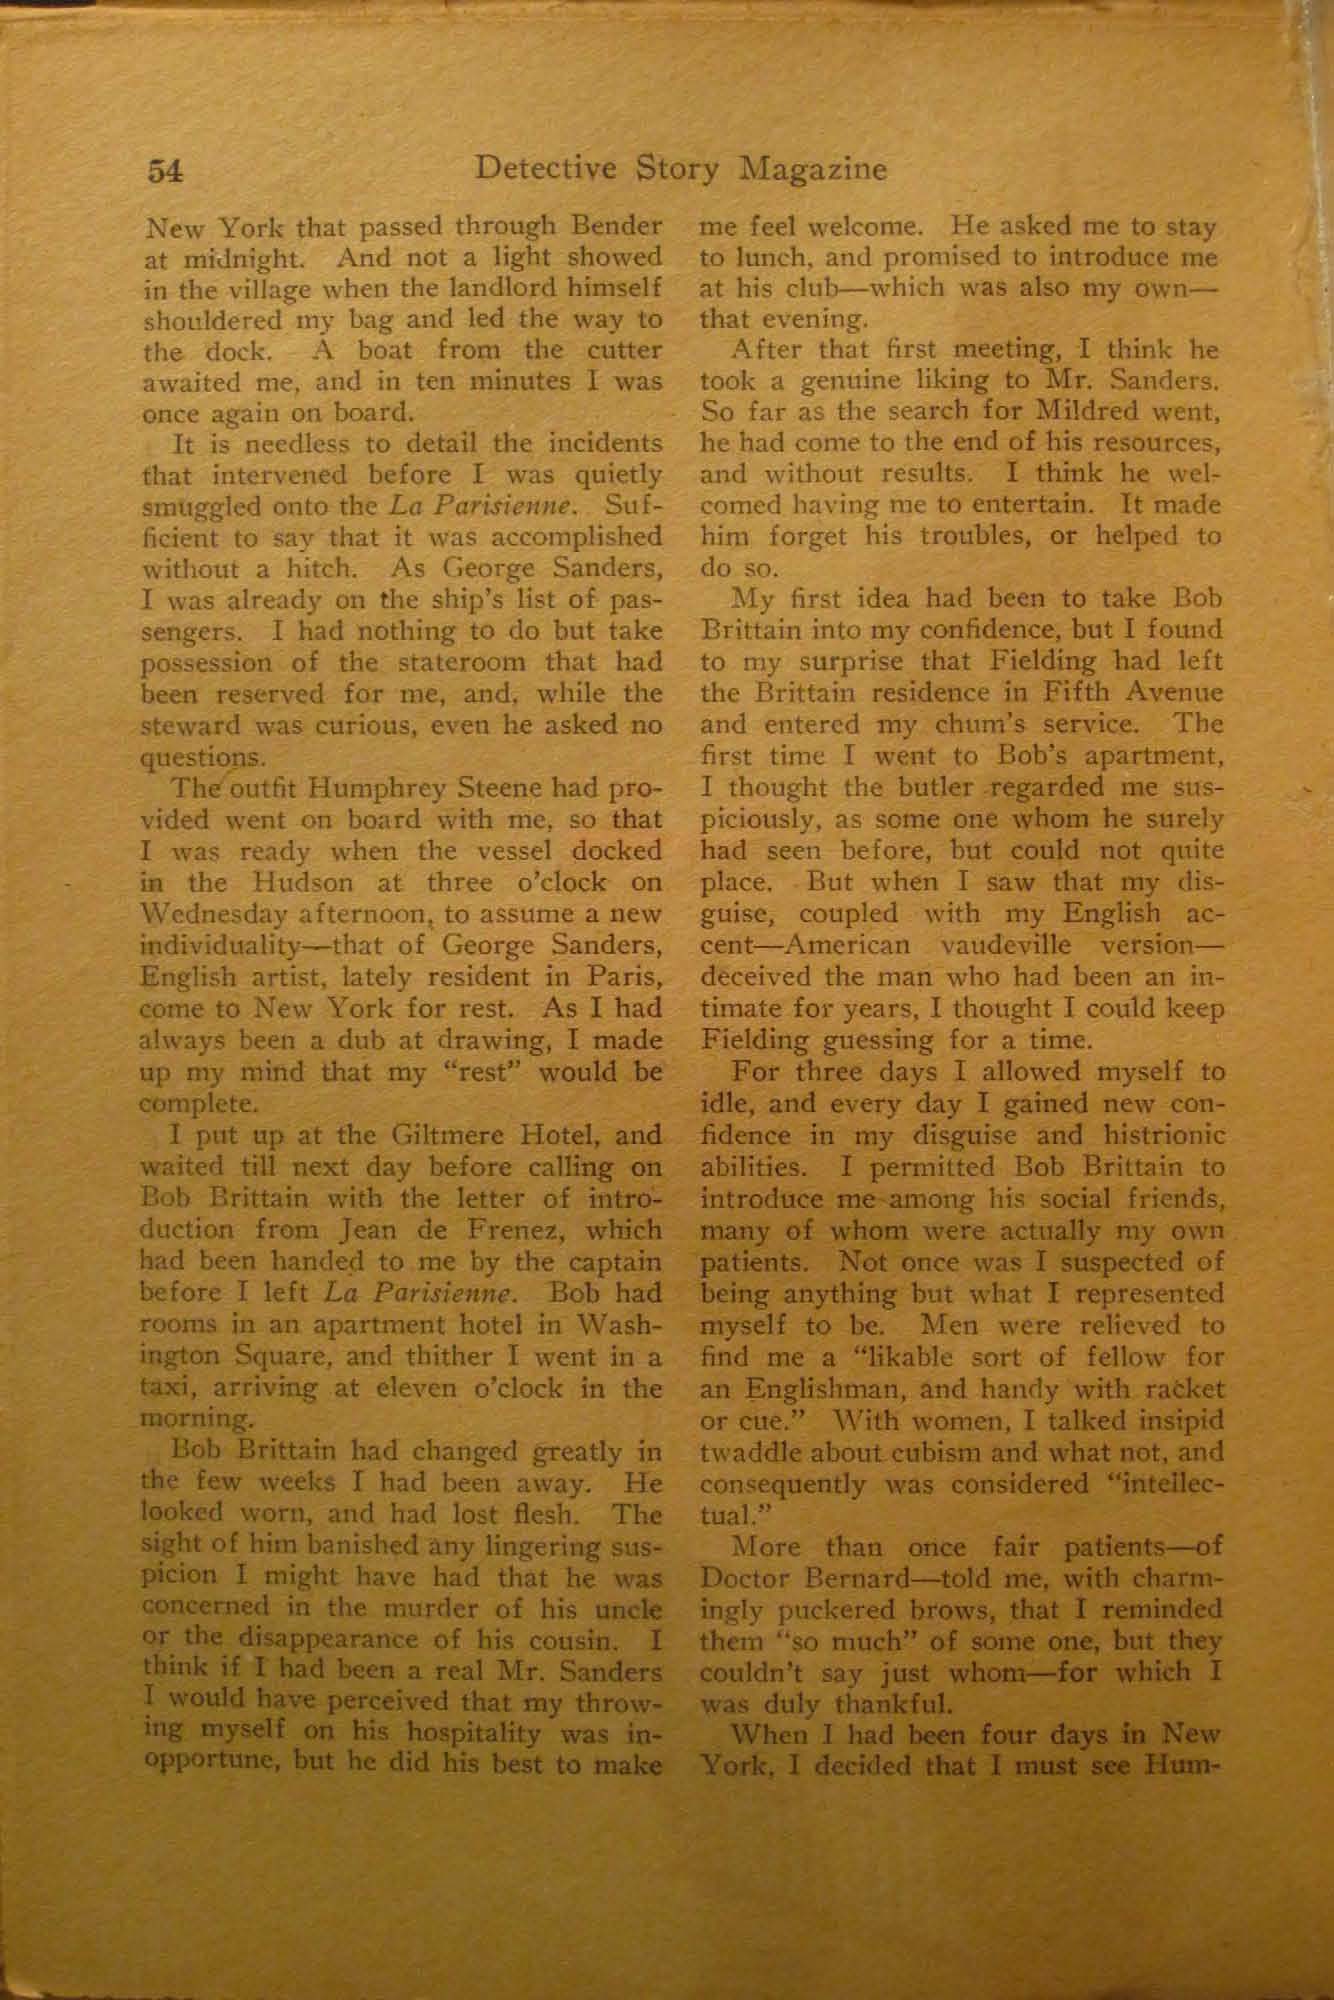 54
Detective Story Magazine
New York that passed through Bender
at midnight. And not a light showed
in the village when the landlord himself
shouldered my bag and led the way to
the dock. A boat from the cutter
awaited me, and in ten minutes I was
once again on board.
It is needless to detail the incidents
that intervened before I was quietly
smuggled onto the La Parisienne. Suf-
ficient to say that it was accomplished
without a hitch. As George Sanders,
I was already on the ship's list of pas-
sengers. I had nothing to do but take
possession of the stateroom that had
been reserved for me, and, while the
steward was curious, even he asked no
questions.
The outfit Humphrey Steene had pro-
vided went on board with me, so that
I was ready when the vessel docked
in the Hudson at three o'clock on
Wednesday afternoon, to assume a new
individuality—that of George Sanders,
English artist, lately resident in Paris,
come to New York for rest. As I had
always been a dub at drawing, I made
up my mind that my "rest" would be
complete.
I put up at the Giltmere Hotel, and
waited till next day before calling on
Bob Brittain with the letter of intro-
duction from Jean de Frenez, which
had been handed to me by the captain
before I left La Parisienne. Bob had
rooms in an apartment hotel in Wash-
ington Square, and thither I went in a
taxi, arriving at eleven o'clock in the
morning.
Bob Brittain had changed greatly in
the few weeks I had been away. He
looked worn, and had lost flesh. The
sight of him banished any lingering sus-
picion I might have had that he was
concerned in the murder of his uncle
or the disappearance of his cousin. I
think if I had been a real Mr. Sanders
I would have perceived that my throw-
ing myself on his hospitality was in-
opportune, but he did his best to make
me feel welcome. He asked me to stay
to lunch, and promised to introduce me
at his club—which was also my own—
that evening.
After that first meeting, I think he
took a genuine liking to Mr. Sanders.
So far as the search for Mildred went,
he had come to the end of his resources,
and without results. I think he wel-
comed having me to entertain. It made
him forget his troubles, or helped to
do so.
My first idea had been to take Bob
Brittain into my confidence, but I found
to my surprise that Fielding had left
the Brittain residence in Fifth Avenue
and entered my chum's service. The
first time I went to Bob's apartment,
I thought the butler regarded me sus-
piciously, as some one whom he surely
had seen before, but could not quite
place. But when I saw that my dis-
guise, coupled with my English ac-
cent—American vaudeville version—
deceived the man who had been an in-
timate for years, I thought I could keep
Fielding guessing for a time.
For three days I allowed myself to
idle, and every day I gained new con-
fidence in my disguise and histrionic
abilities. I permitted Bob Brittain to
introduce me among his social friends,
many of whom were actually my own
patients. Not once was I suspected of
being anything but what I represented
myself to be. Men were relieved to
find me a "likable sort of fellow for
an Englishman, and handy with racket
or cue." With women, I talked insipid
twaddle about cubism and what not, and
consequently was considered "intellec-
tual."
More than once fair patients—of
Doctor Bernard—told me, with charm-
ingly puckered brows, that I reminded
them "so much" of some one, but they
couldn't say just whom—for which I
was duly thankful.
When I had been four days in New
York, I decided that I must see Hum-